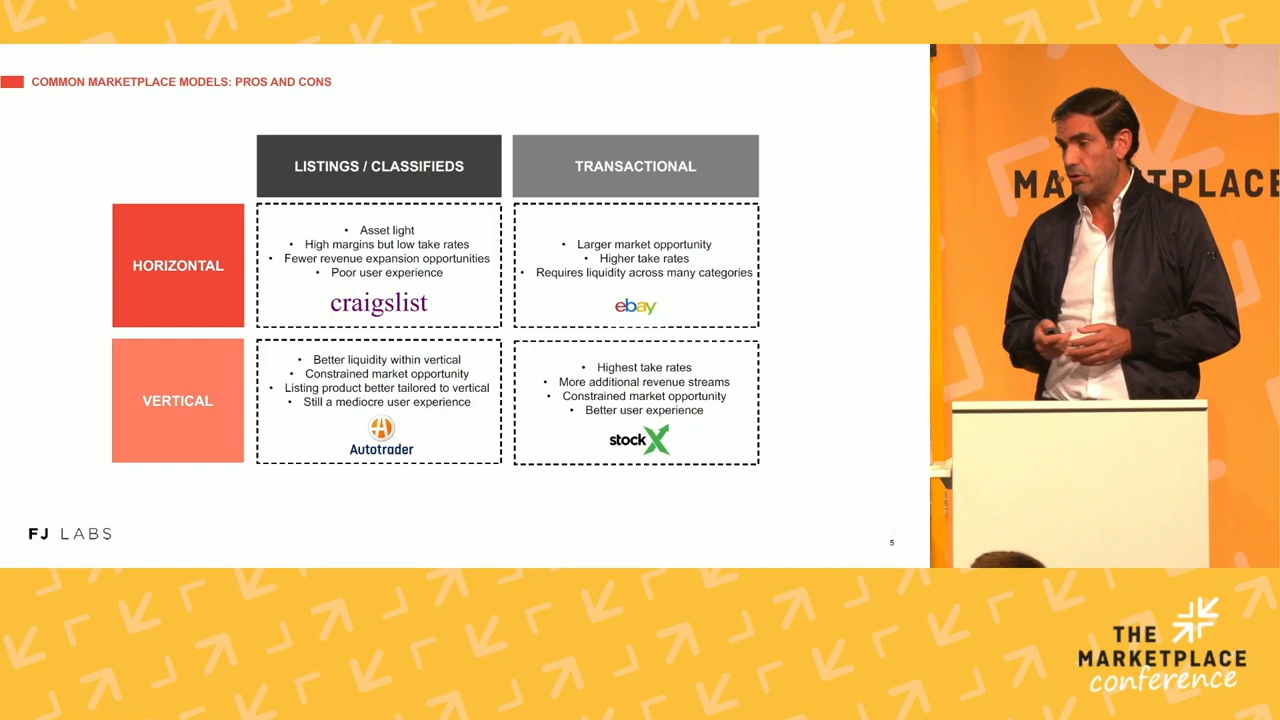 COMMON MARKETPLACE MODELS: PROS AND CONS
LISTINGS / CLASSIFIEDS
TRANSACTIONAL
HORIZONTAL
• Asset light
• High margins but low take rates
• Fewer revenue expansion opportunities
• Poor user experience
craigslist
• Larger market opportunity
• Higher take rates
• Requires liquidity across many categories
ebay
VERTICAL
• Better liquidity within vertical
• Constrained market opportunity
• Listing product better tailored to vertical
• Still a mediocre user experience
Autotrader
• Highest take rates
• More additional revenue streams
• Constrained market opportunity
• Better user experience
stockX
FJ LABS
5
THE
MARKETPLACE
conference